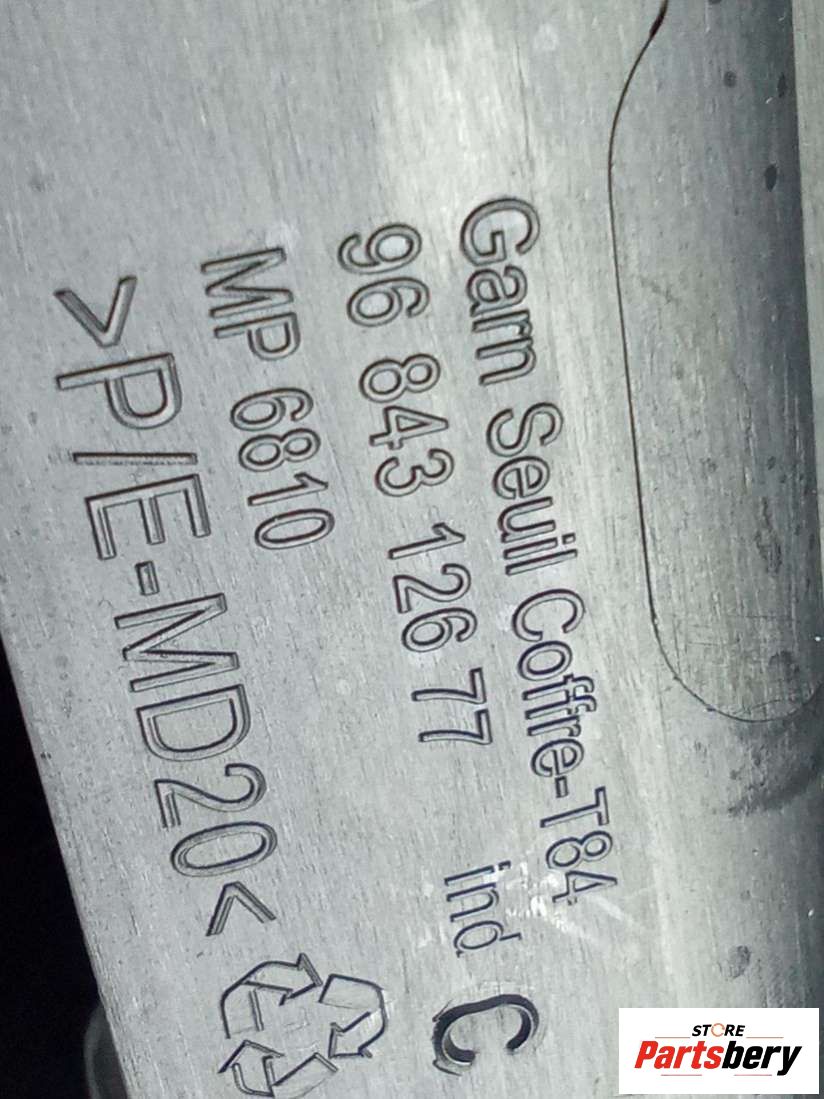 Garn Seuil Coffre-T84
96 843 126 77 ind C
MP 6810
>P/E-MD20<
STORE
Partsbery